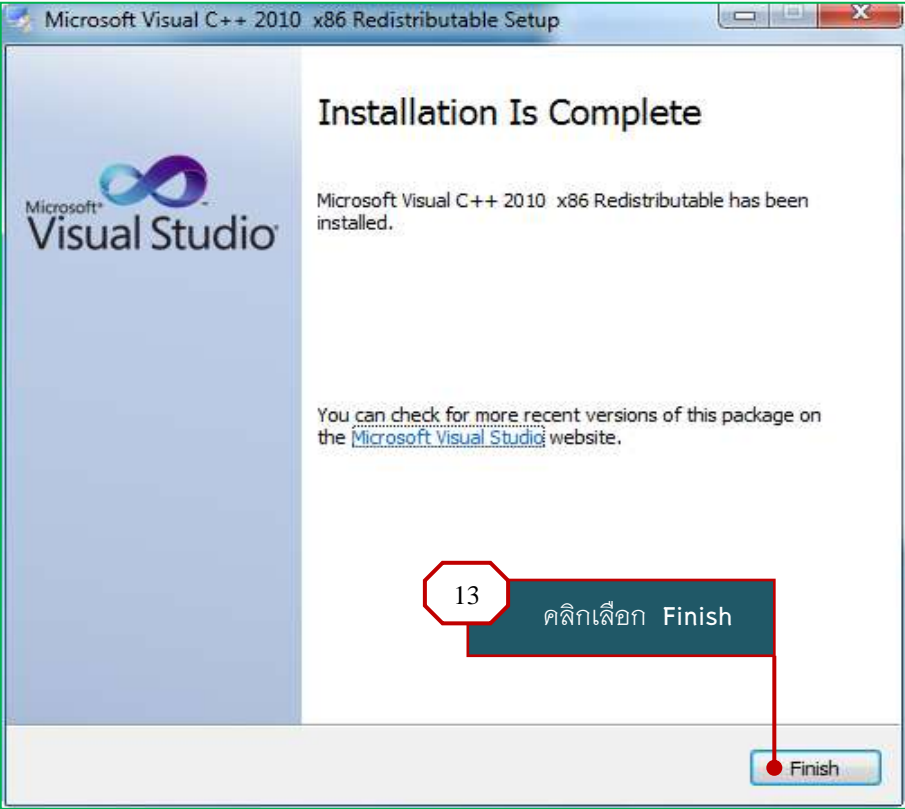 Microsoft Visual C++ 2010 x86 Redistributable Setup
Installation Is Complete
Microsoft®
Visual Studio®
Microsoft Visual C++ 2010 x86 Redistributable has been
installed.
You can check for more recent versions of this package on
the Microsoft Visual Studio website.
13
คลิกเลือก Finish
Finish